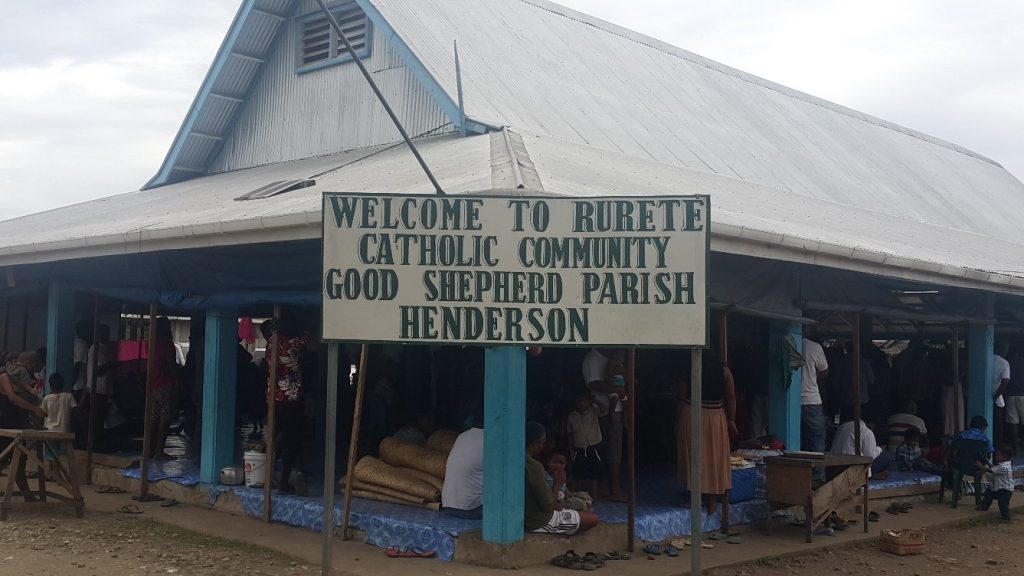 WELCOME TO RURETE
CATHOLIC COMMUNITY
GOOD SHEPHERD PARISH
HENDERSON